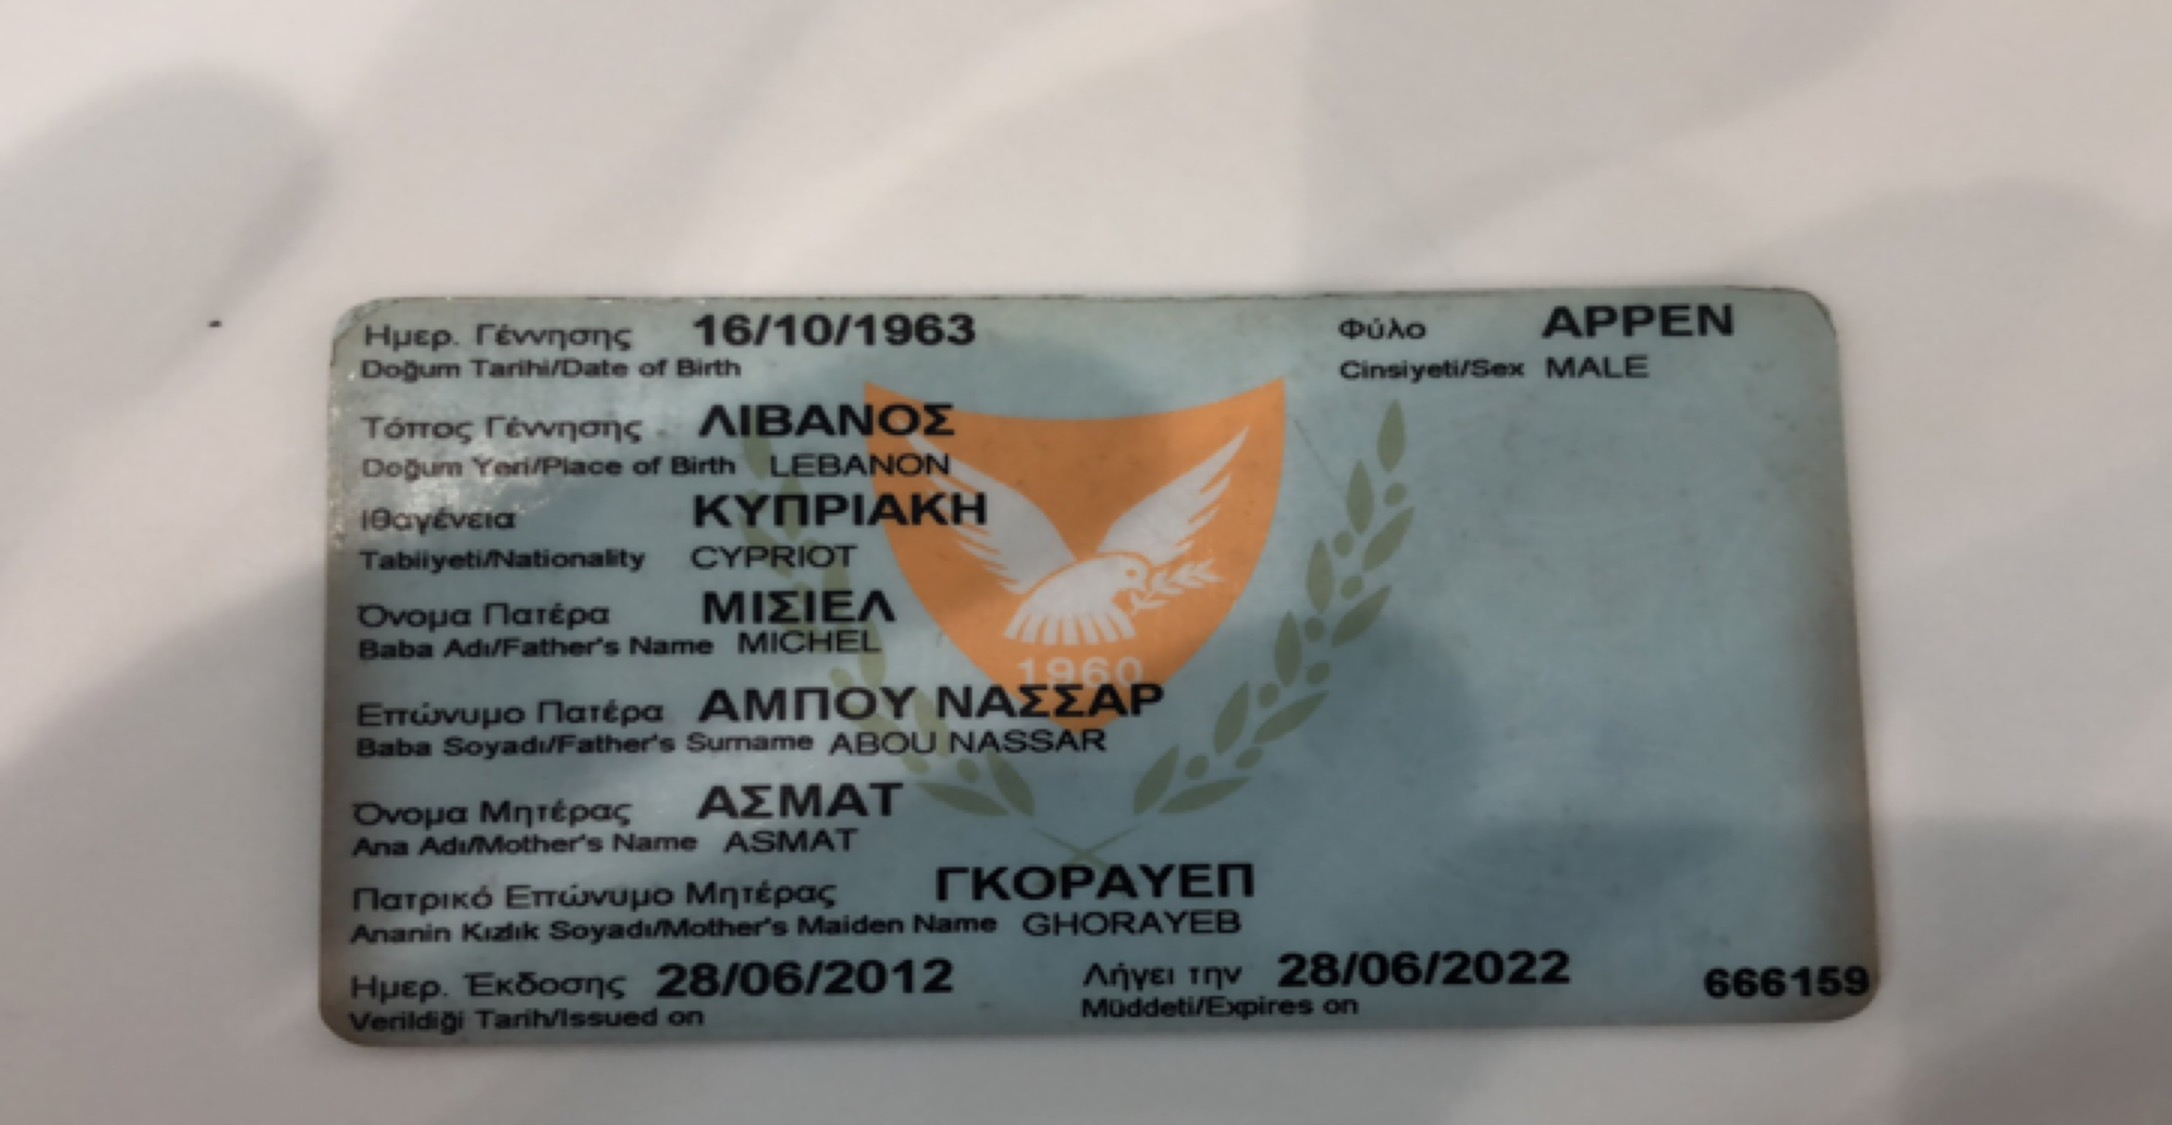 Ημερ. Γέννησης 16/10/1963 Φύλο ΑΡΡΕΝ
Doğum Tarihi/Date of Birth Cinsiyeti/Sex MALE
Τόπος Γέννησης ΛΙΒΑΝΟΣ
Doğum Yeri/Place of Birth LEBANON
Ιθαγένεια ΚΥΠΡΙΑΚΗ
Tabiiyeti/Nationality CYPRIOT
Όνομα Πατέρα ΜΙΣΙΕΛ
Baba Adı/Father's Name MICHEL
1960
Επώνυμο Πατέρα ΑΜΠΟΥ ΝΑΣΣΑΡ
Baba Soyadı/Father's Surname ABOU NASSAR
Όνομα Μητέρας ΑΣΜΑΤ
Ana Adı/Mother's Name ASMAT
Πατρικό Επώνυμο Μητέρας ΓΚΟΡΑΥΕΠ
Ananin Kızlık Soyadı/Mother's Maiden Name GHORAYEB
Ημερ. Έκδοσης 28/06/2012 Λήγει την 28/06/2022 666159
Verildiği Tarih/Issued on Müddeti/Expires on